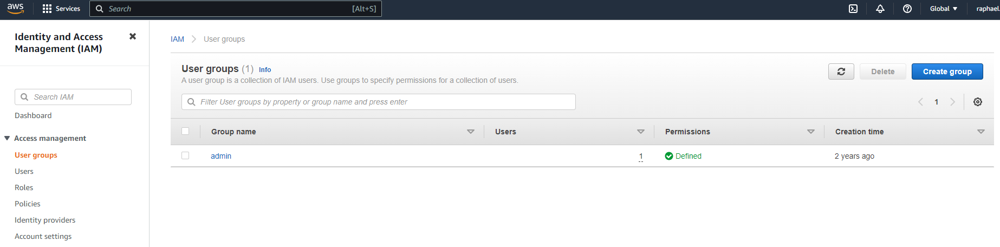 aws Services Search [Alt+S] Global raphael.
Identity and Access
Management (IAM)
Search IAM
Dashboard
Access management
User groups
Users
Roles
Policies
Identity providers
Account settings
IAM User groups
User groups (1) Info
A user group is a collection of IAM users. Use groups to specify permissions for a collection of users.
Delete Create group
Filter User groups by property or group name and press enter
1
Group name Users Permissions Creation time
admin 1 Defined 2 years ago